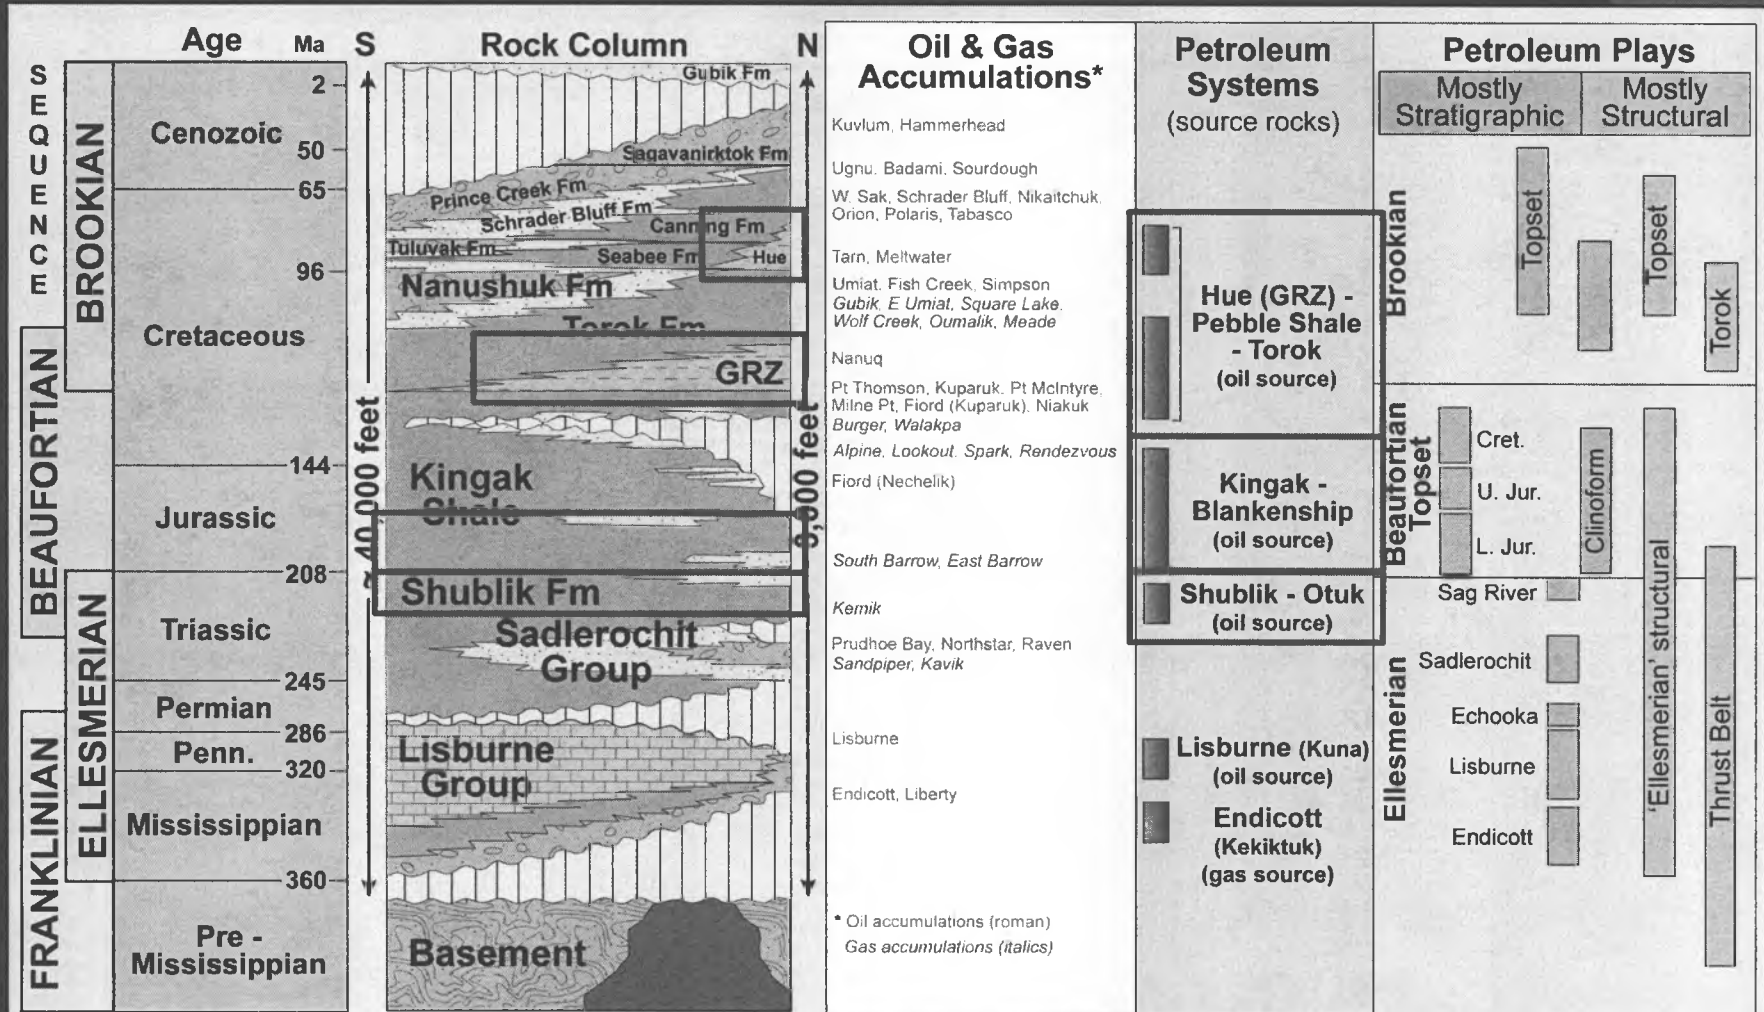 SEQUENCE
BROOKIAN
BEAUFORTIAN
ELLESMERIAN
FRANKLINIAN
Age Ma
2
Cenozoic
50
65
96
Cretaceous
144
Jurassic
208
Triassic
245
Permian
286
Penn.
320
Mississippian
360
Pre -
Mississippian
S Rock Column N
Gubik Fm
Sagavanirktok Fm
Prince Creek Fm
Schrader Bluff Fm
Canning Fm
Tuluvak Fm
Seabee Fm
Hue
Nanushuk Fm
Torok Fm
GRZ
Kingak
Shale
Shublik Fm
Sadlerochit
Group
Lisburne
Group
Basement
40,000 feet
,000 feet
Oil & Gas
Accumulations*
Kuvlum, Hammerhead
Ugnu, Badami, Sourdough
W. Sak, Schrader Bluff, Nikaitchuk,
Orion, Polaris, Tabasco
Tarn, Meltwater
Umiat, Fish Creek, Simpson
Gubik, E Umiat, Square Lake,
Wolf Creek, Oumalik, Meade
Nanuq
Pt Thomson, Kuparuk, Pt McIntyre,
Milne Pt, Fiord (Kuparuk), Niakuk
Burger, Walakpa
Alpine, Lookout, Spark, Rendezvous
Fiord (Nechelik)
South Barrow, East Barrow
Kemik
Prudhoe Bay, Northstar, Raven
Sandpiper, Kavik
Lisburne
Endicott, Liberty
* Oil accumulations (roman)
Gas accumulations (italics)
Petroleum
Systems
(source rocks)
Hue (GRZ) -
Pebble Shale
- Torok
(oil source)
Kingak -
Blankenship
(oil source)
Shublik - Otuk
(oil source)
Lisburne (Kuna)
(oil source)
Endicott
(Kekiktuk)
(gas source)
Petroleum Plays
Mostly
Stratigraphic
Mostly
Structural
Brookian
Topset
Topset
Torok
Beaufortian
Topset
Cret.
U. Jur.
L. Jur.
Clinoform
Ellesmerian
Sag River
Sadlerochit
Echooka
Lisburne
Endicott
'Ellesmerian' structural
Thrust Belt